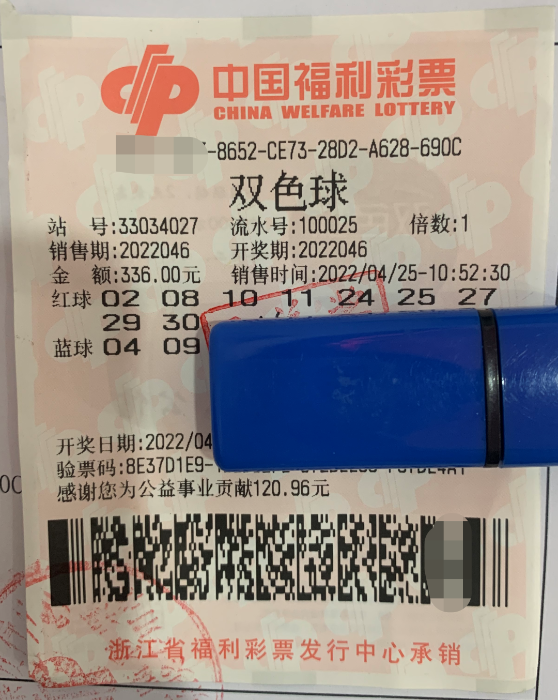 中国福利彩票
CHINA WELFARE LOTTERY
-8652-CE73-28D2-A628-690C
双色球
站 号:33034027 流水号:100025 倍数:1
销售期:2022046 开奖期:2022046
金 额:336.00元 销售时间:2022/04/25-10:52:30
红球 02 08 10 11 24 25 27
29 30
蓝球 04 09
开奖日期:2022/04
验票码:8E37D1E9-
感谢您为公益事业贡献120.96元
浙江省福利彩票发行中心承销